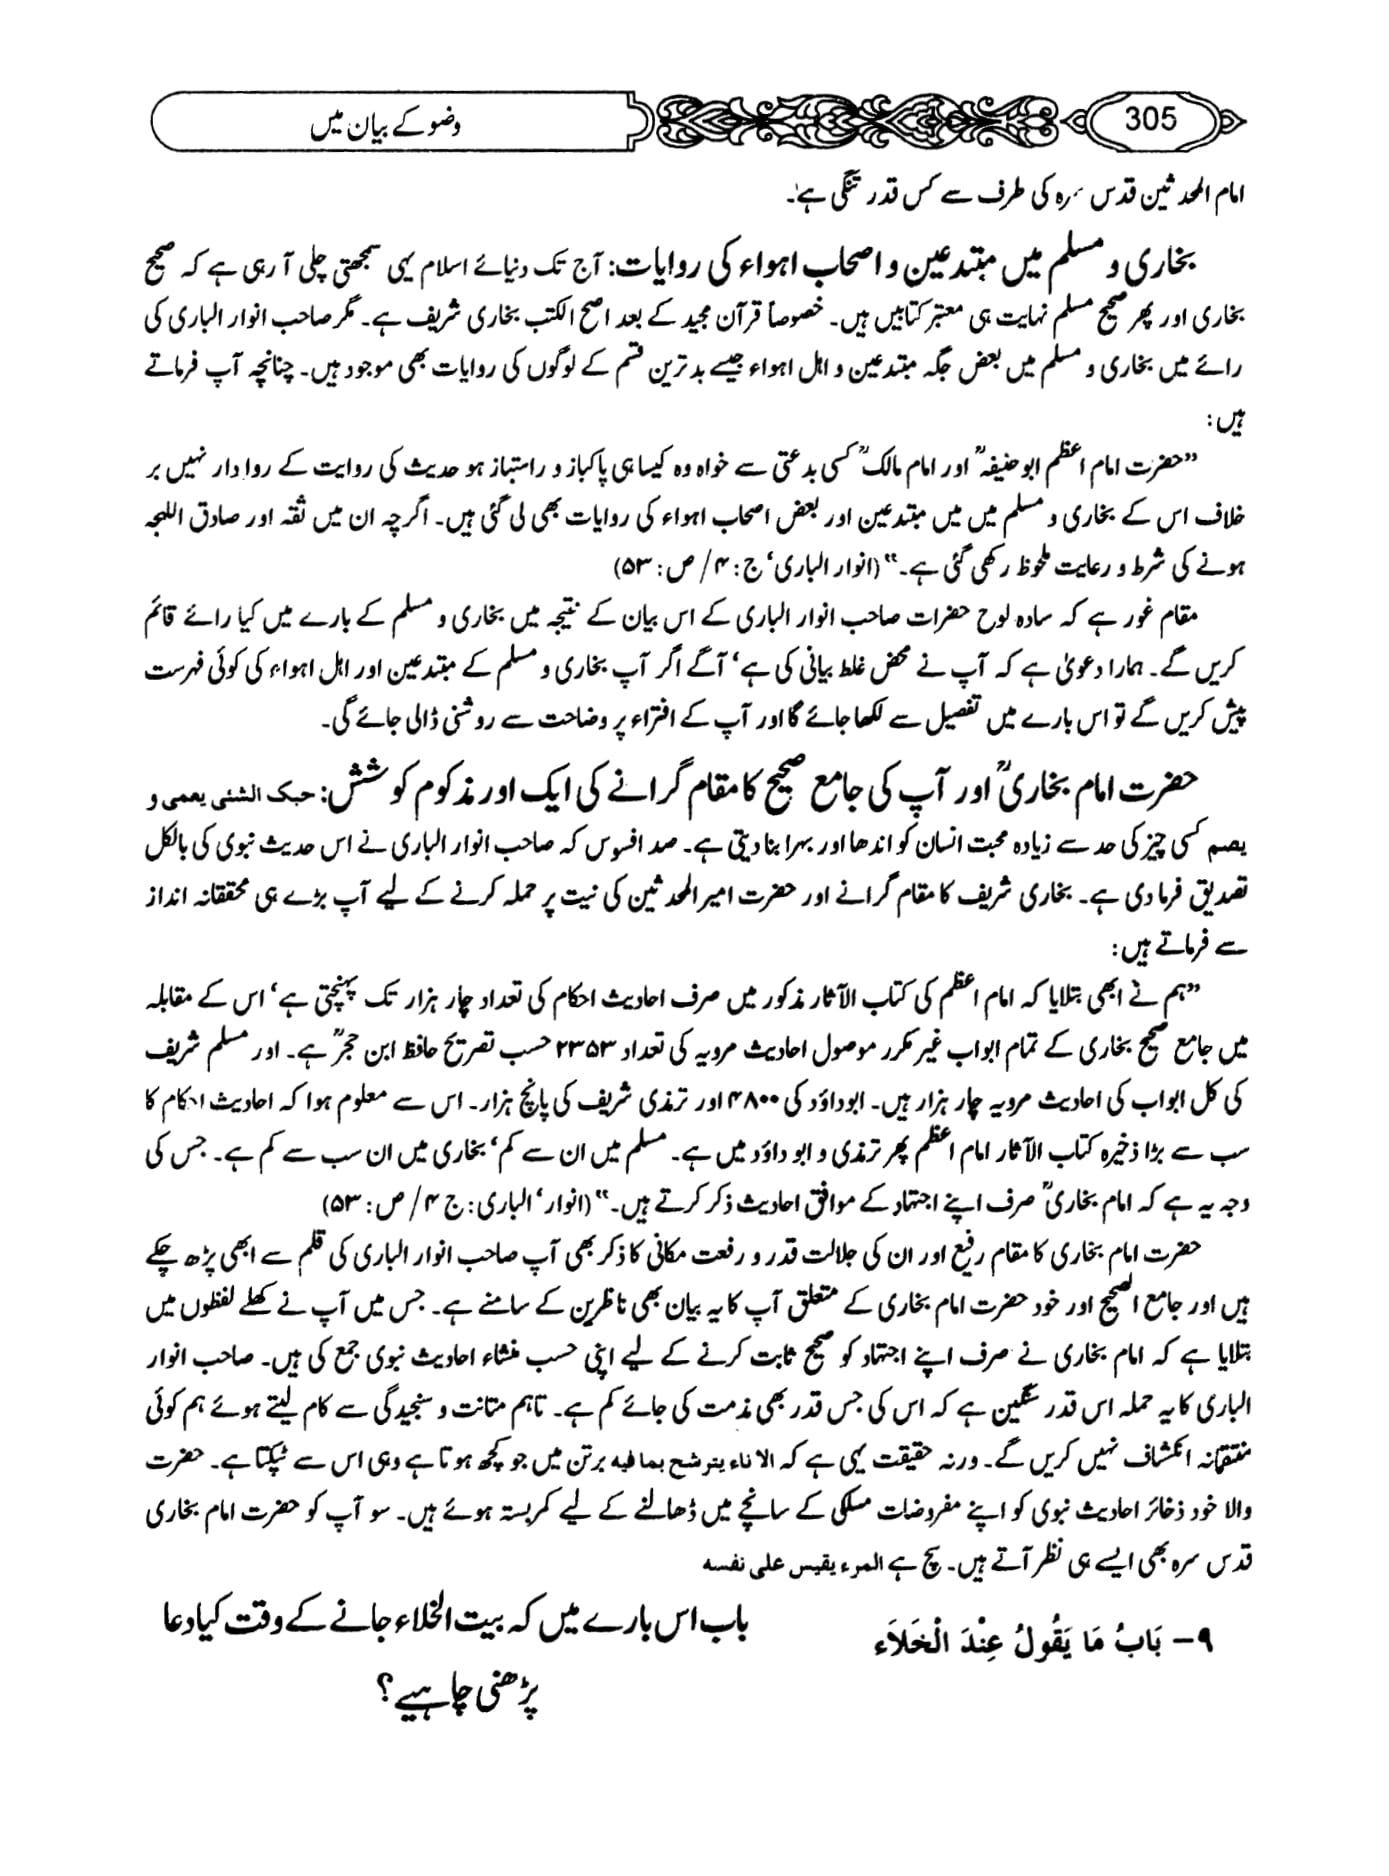 305
وضو کے بیان میں
امام المحدثین قدس سرہ کی طرف سے کس قدر تنگی ہے۔
بخاری و مسلم میں مبتدعین و اصحاب اہواء کی روایات: آج تک دنیائے اسلام یہی سمجھتی چلی آ رہی ہے کہ صحیح
بخاری اور پھر صحیح مسلم نہایت ہی معتبر کتابیں ہیں۔ خصوصاً قرآن مجید کے بعد اصح الکتب بخاری شریف ہے۔ مگر صاحب انوار الباری کی
رائے میں بخاری و مسلم میں بعض جگہ مبتدعین و اہل اہواء جیسے بدترین قسم کے لوگوں کی روایات بھی موجود ہیں۔ چنانچہ آپ فرماتے
ہیں:
”حضرت امام اعظم ابو حنیفہؒ اور امام مالکؒ کسی بدعتی سے خواہ وہ کیسا ہی پاکباز و راستباز ہو حدیث کی روایت کے روادار نہیں بر
خلاف اس کے بخاری و مسلم میں میں مبتدعین اور بعض اصحاب اہواء کی روایات بھی لی گئی ہیں۔ اگرچہ ان میں ثقہ اور صادق اللہجہ
ہونے کی شرط و رعایت ملحوظ رکھی گئی ہے۔“ (انوار الباری‘ ج: ۴/ ص: ۵۳)
مقام غور ہے کہ سادہ لوح حضرات صاحب انوار الباری کے اس بیان کے نتیجہ میں بخاری و مسلم کے بارے میں کیا رائے قائم
کریں گے۔ ہمارا دعویٰ ہے کہ آپ نے محض غلط بیانی کی ہے‘ آگے اگر آپ بخاری و مسلم کے مبتدعین اور اہل اہواء کی کوئی فہرست
پیش کریں گے تو اس بارے میں تفصیل سے لکھا جائے گا اور آپ کے افتراء پر وضاحت سے روشنی ڈالی جائے گی۔
حضرت امام بخاریؒ اور آپ کی جامع صحیح کا مقام گرانے کی ایک اور مذکوم کوشش: حبک الشئی یعمی و
یصم کسی چیز کی حد سے زیادہ محبت انسان کو اندھا اور بہرا بنا دیتی ہے۔ صد افسوس کہ صاحب انوار الباری نے اس حدیث نبوی کی بالکل
تصدیق فرما دی ہے۔ بخاری شریف کا مقام گرانے اور حضرت امیر المحدثین کی نیت پر حملہ کرنے کے لیے آپ بڑے ہی محققانہ انداز
سے فرماتے ہیں:
”ہم نے ابھی بتلایا کہ امام اعظم کی کتاب الآثار مذکور میں صرف احادیث احکام کی تعداد چار ہزار تک پہنچتی ہے‘ اس کے مقابلہ
میں جامع صحیح بخاری کے تمام ابواب غیر مکرر موصول احادیث مرویہ کی تعداد ۲۳۵۳ حسب تصریح حافظ ابن حجرؒ ہے۔ اور مسلم شریف
کی کل ابواب کی احادیث مرویہ چار ہزار ہیں۔ ابوداؤد کی ۴۸۰۰ اور ترمذی شریف کی پانچ ہزار۔ اس سے معلوم ہوا کہ احادیث احکام کا
سب سے بڑا ذخیرہ کتاب الآثار امام اعظم پھر ترمذی و ابوداؤد میں ہے۔ مسلم میں ان سے کم‘ بخاری میں ان سب سے کم ہے۔ جس کی
وجہ یہ ہے کہ امام بخاریؒ صرف اپنے اجتہاد کے موافق احادیث ذکر کرتے ہیں۔“ (انوار‘ الباری: ج ۴/ ص: ۵۳)
حضرت امام بخاری کا مقام رفیع اور ان کی جلالت قدر و رفعت مکانی کا ذکر بھی آپ صاحب انوار الباری کی قلم سے ابھی پڑھ چکے
ہیں اور جامع الصحیح اور خود حضرت امام بخاری کے متعلق آپ کا یہ بیان بھی ناظرین کے سامنے ہے۔ جس میں آپ نے کھلے لفظوں میں
بتلایا ہے کہ امام بخاری نے صرف اپنے اجتہاد کو صحیح ثابت کرنے کے لیے اپنی حسب منشاء احادیث نبوی جمع کی ہیں۔ صاحب انوار
الباری کا یہ حملہ اس قدر سنگین ہے کہ اس کی جس قدر بھی مذمت کی جائے کم ہے۔ تاہم متانت و سنجیدگی سے کام لیتے ہوئے ہم کوئی
منتقمانہ انکشاف نہیں کریں گے۔ ورنہ حقیقت یہی ہے کہ الا ناء یترشح بما فیه برتن میں جو کچھ ہوتا ہے وہی اس سے ٹپکتا ہے۔ حضرت
والا خود ذخائر احادیث نبوی کو اپنے مفروضات مسلکی کے سانچے میں ڈھالنے کے لیے کمربستہ ہوئے ہیں۔ سو آپ کو حضرت امام بخاری
قدس سرہ بھی ایسے ہی نظر آتے ہیں۔ سچ ہے المرء یقیس علی نفسه
۹- بَابُ مَا يَقُولُ عِنْدَ الْخَلَاَء
باب اس بارے میں کہ بیت الخلاء جانے کے وقت کیا دعا
پڑھنی چاہیے؟